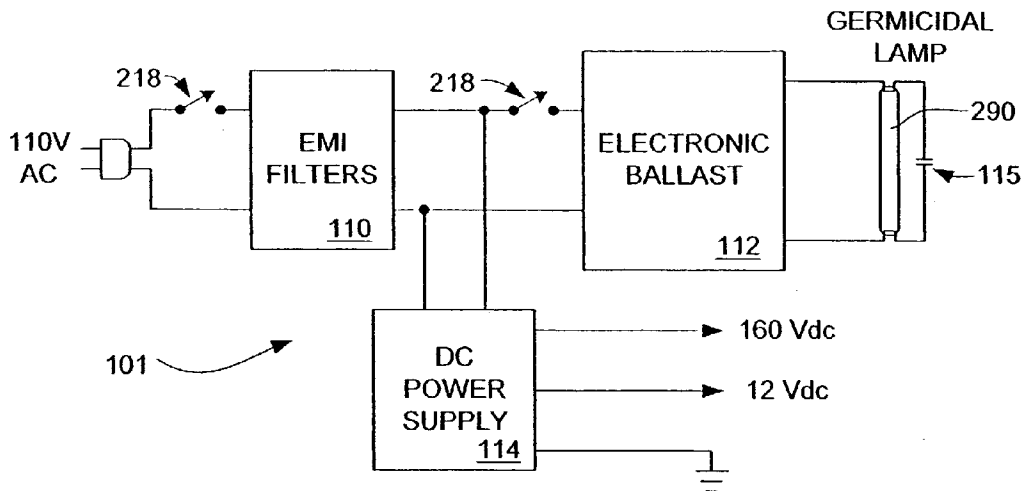 GERMICIDAL
LAMP
218
218
290
110V
AC
EMI
FILTERS
110
ELECTRONIC
BALLAST
112
115
160 Vdc
101
DC
POWER
SUPPLY
114
12 Vdc